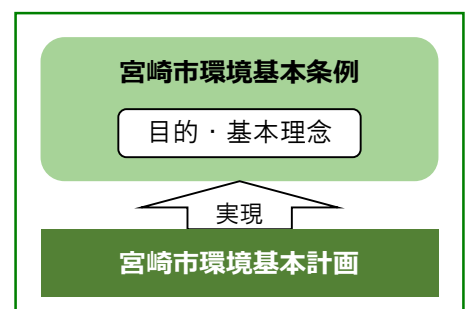 宮崎市環境基本条例
目的・基本理念
実現
宮崎市環境基本計画